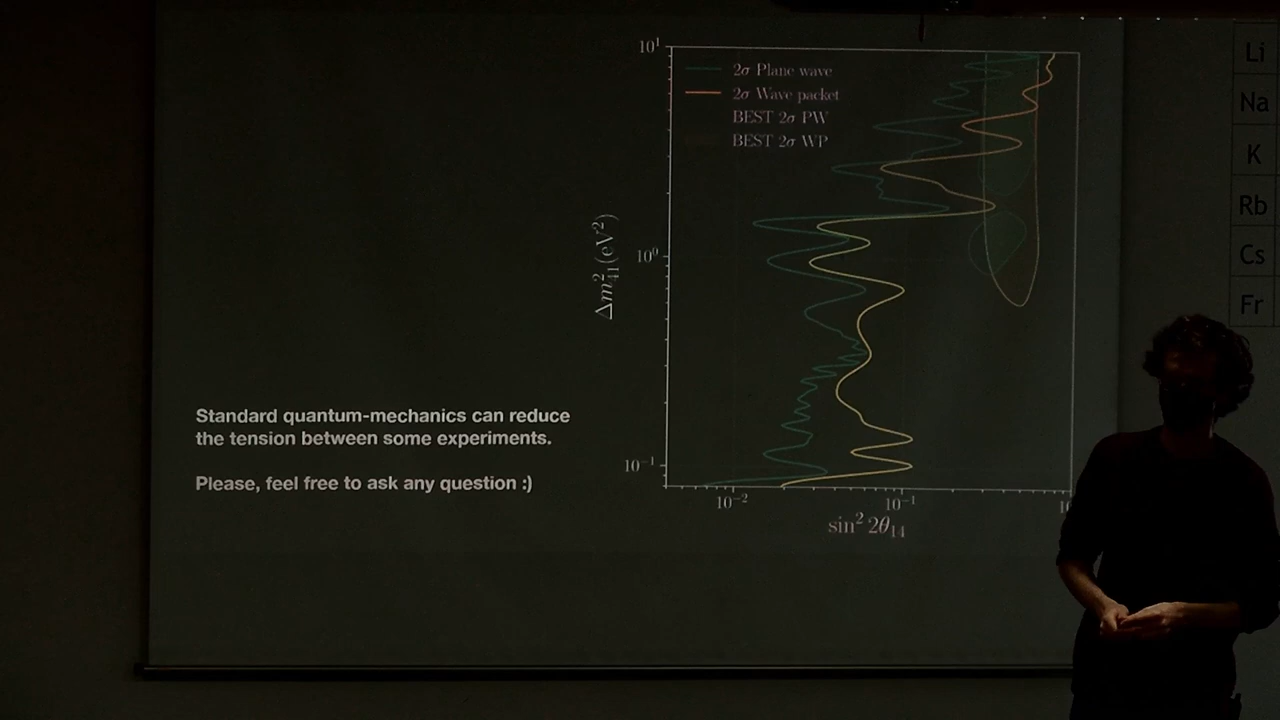 10¹
2σ Plane wave
2σ Wave packet
BEST 2σ PW
BEST 2σ WP
Δm²₄₁(eV²)
10⁰
10⁻¹
10⁻²
10⁻¹
sin² 2θ₁₄
Standard quantum-mechanics can reduce
the tension between some experiments.
Please, feel free to ask any question :)
Li
Na
K
Rb
Cs
Fr